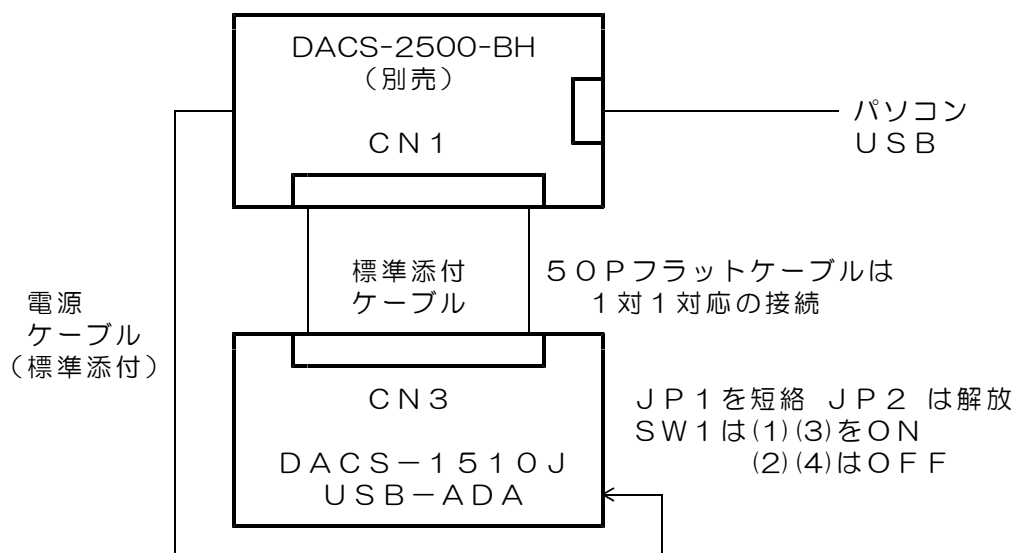 DACS-2500-BH
（別売）
CN1
パソコン
USB
標準添付
ケーブル
50Pフラットケーブルは
1対1対応の接続
電源
ケーブル
（標準添付）
CN3
DACS－1510J
USB－ADA
JP1を短絡 JP2 は解放
SW1は(1)(3)をON
(2)(4)はOFF